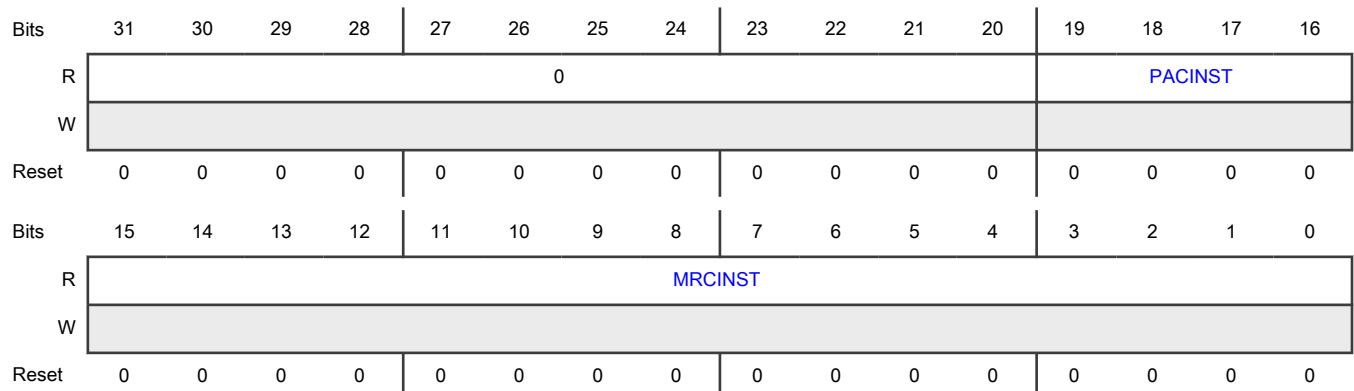 Bits 31 30 29 28 27 26 25 24 23 22 21 20 19 18 17 16
R 0 PACINST
W
Reset 0 0 0 0 0 0 0 0 0 0 0 0 0 0 0 0
Bits 15 14 13 12 11 10 9 8 7 6 5 4 3 2 1 0
R MRCINST
W
Reset 0 0 0 0 0 0 0 0 0 0 0 0 0 0 0 0